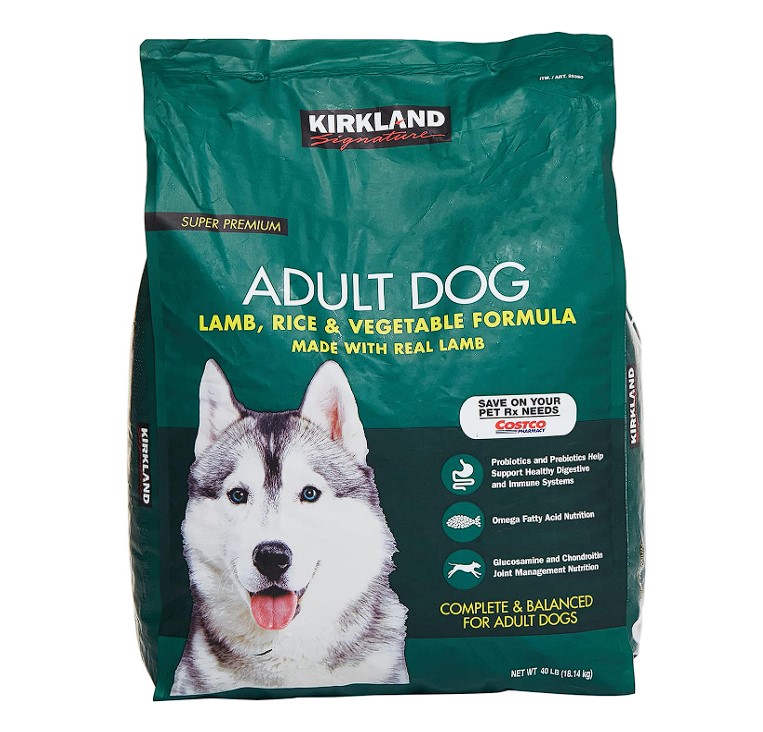 ITM. / ART.
KIRKLAND
Signature
SUPER PREMIUM
ADULT DOG
LAMB, RICE & VEGETABLE FORMULA
MADE WITH REAL LAMB
SAVE ON YOUR
PET Rx NEEDS
COSTCO
PHARMACY
KIRKLAND
KIRKLAND
Probiotics and Prebiotics Help
Support Healthy Digestive
and Immune Systems
Omega Fatty Acid Nutrition
Glucosamine and Chondroitin
Joint Management Nutrition
COMPLETE & BALANCED
FOR ADULT DOGS
NET WT 40 LB (18.14 kg)